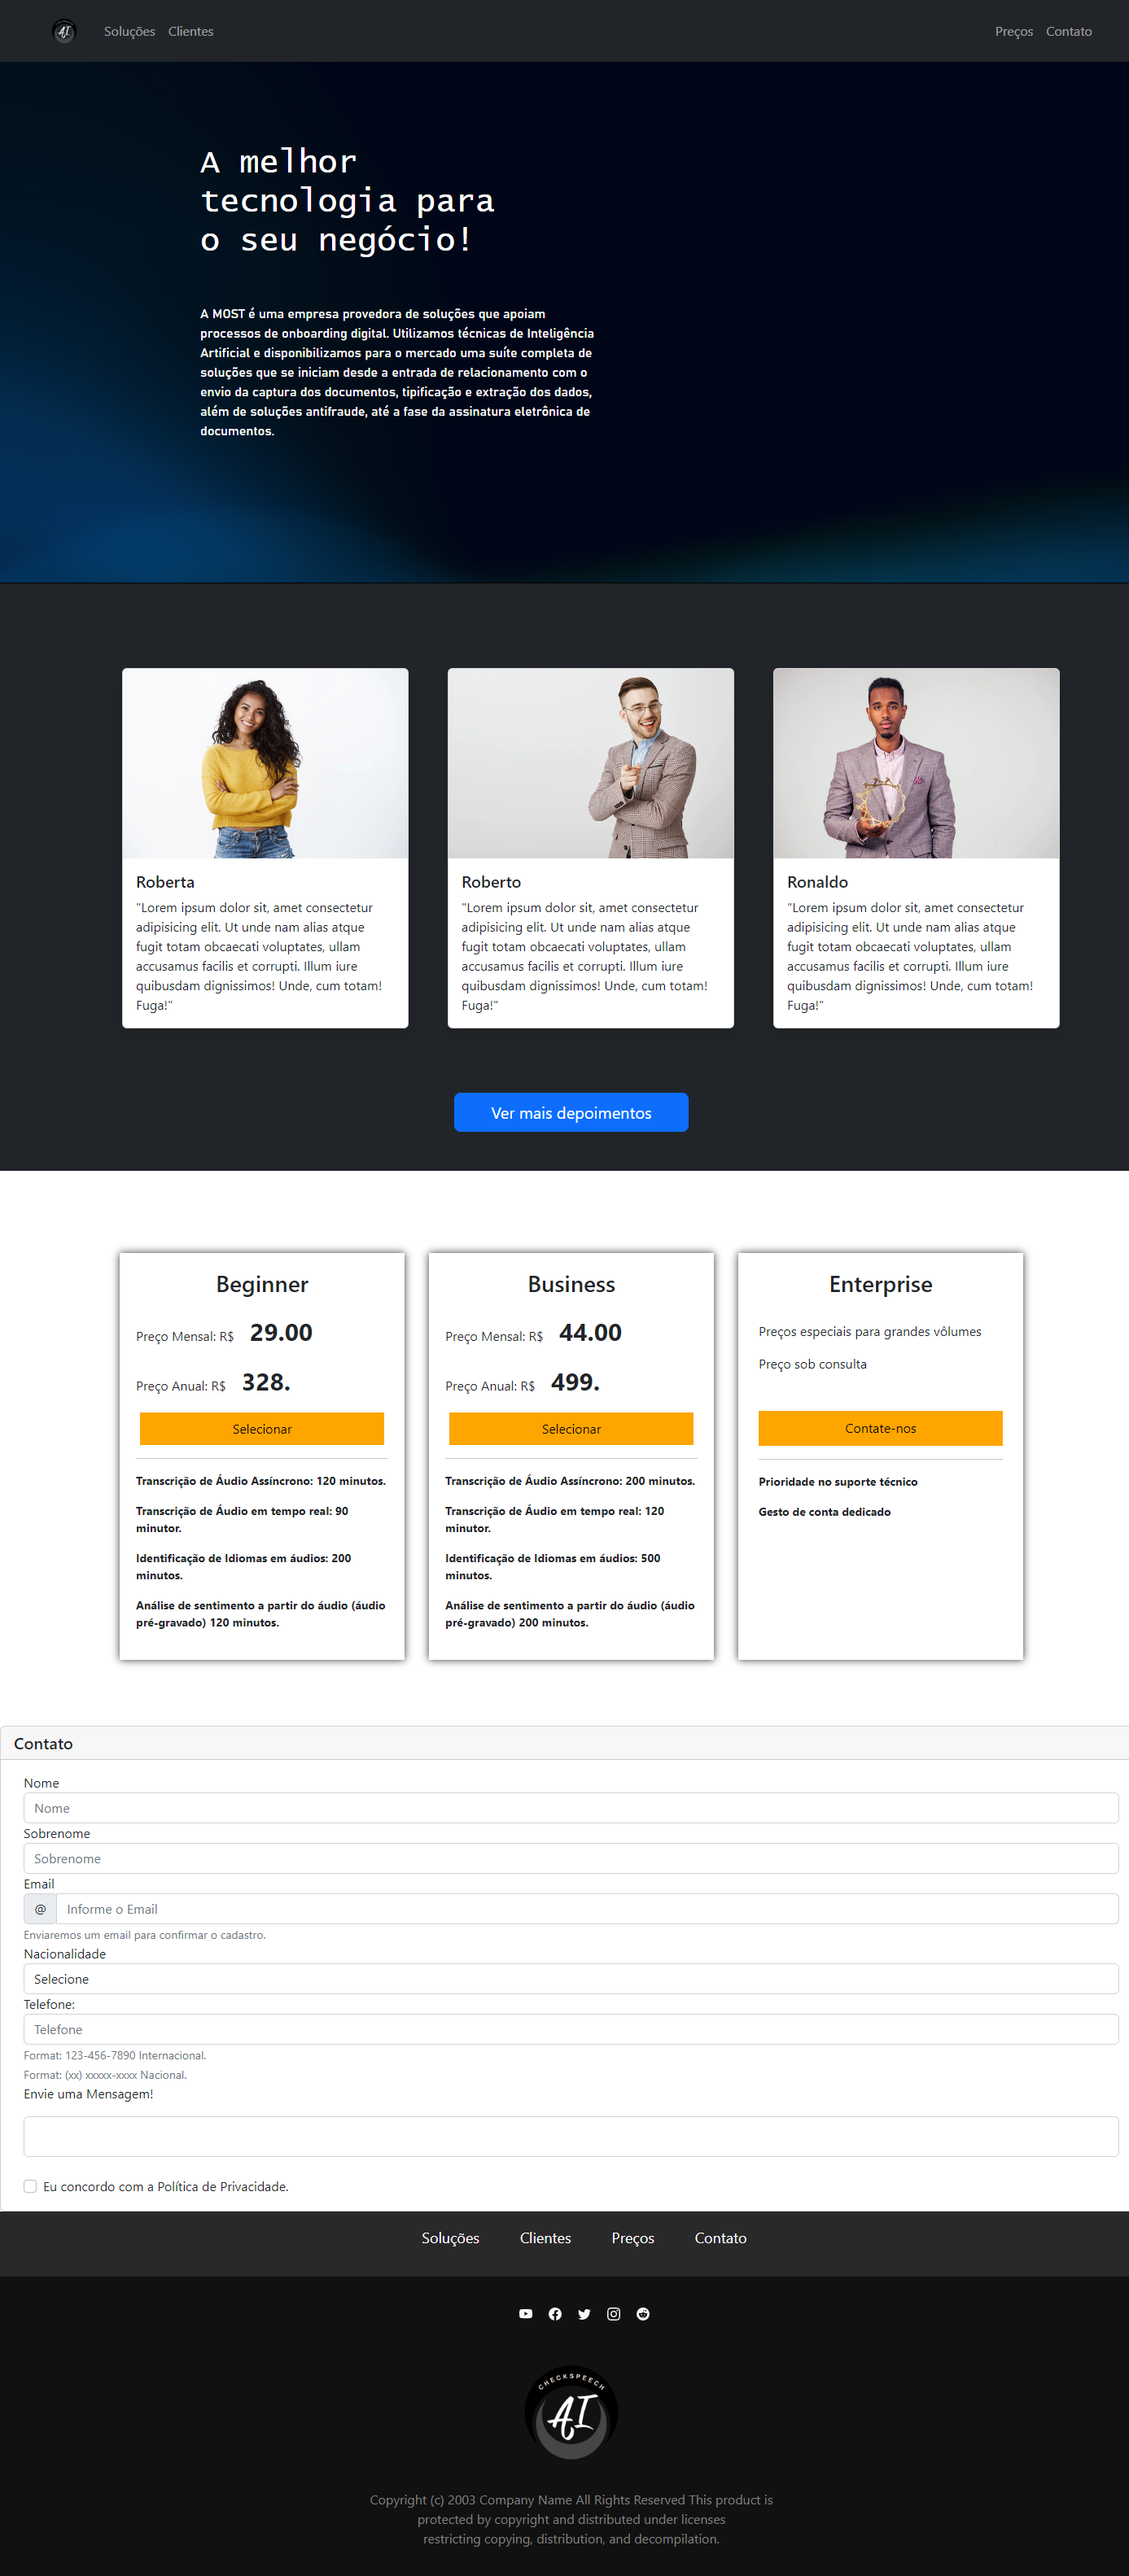 AI
Soluções
Clientes
Preços
Contato
A melhor
tecnologia para
o seu negócio!
A MOST é uma empresa provedora de soluções que apoiam
processos de onboarding digital. Utilizamos técnicas de Inteligência
Artificial e disponibilizamos para o mercado uma suíte completa de
soluções que se iniciam desde a entrada de relacionamento com o
envio da captura dos documentos, tipificação e extração dos dados,
além de soluções antifraude, até a fase da assinatura eletrônica de
documentos.
Roberta
"Lorem ipsum dolor sit, amet consectetur
adipisicing elit. Ut unde nam alias atque
fugit totam obcaecati voluptates, ullam
accusamus facilis et corrupti. Illum iure
quibusdam dignissimos! Unde, cum totam!
Fuga!"
Roberto
"Lorem ipsum dolor sit, amet consectetur
adipisicing elit. Ut unde nam alias atque
fugit totam obcaecati voluptates, ullam
accusamus facilis et corrupti. Illum iure
quibusdam dignissimos! Unde, cum totam!
Fuga!"
Ronaldo
"Lorem ipsum dolor sit, amet consectetur
adipisicing elit. Ut unde nam alias atque
fugit totam obcaecati voluptates, ullam
accusamus facilis et corrupti. Illum iure
quibusdam dignissimos! Unde, cum totam!
Fuga!"
Ver mais depoimentos
Beginner
Preço Mensal: R$ 29.00
Preço Anual: R$ 328.
Selecionar
Transcrição de Áudio Assíncrono: 120 minutos.
Transcrição de Áudio em tempo real: 90
minutor.
Identificação de Idiomas em áudios: 200
minutos.
Análise de sentimento a partir do áudio (áudio
pré-gravado) 120 minutos.
Business
Preço Mensal: R$ 44.00
Preço Anual: R$ 499.
Selecionar
Transcrição de Áudio Assíncrono: 200 minutos.
Transcrição de Áudio em tempo real: 120
minutor.
Identificação de Idiomas em áudios: 500
minutos.
Análise de sentimento a partir do áudio (áudio
pré-gravado) 200 minutos.
Enterprise
Preços especiais para grandes vôlumes
Preço sob consulta
Contate-nos
Prioridade no suporte técnico
Gesto de conta dedicado
Contato
Nome
Nome
Sobrenome
Sobrenome
Email
@ Informe o Email
Enviaremos um email para confirmar o cadastro.
Nacionalidade
Selecione
Telefone:
Telefone
Format: 123-456-7890 Internacional.
Format: (xx) xxxxx-xxxx Nacional.
Envie uma Mensagem!
Eu concordo com a Política de Privacidade.
Soluções
Clientes
Preços
Contato
CHECKSPEECH
AI
Copyright (c) 2003 Company Name All Rights Reserved This product is
protected by copyright and distributed under licenses
restricting copying, distribution, and decompilation.